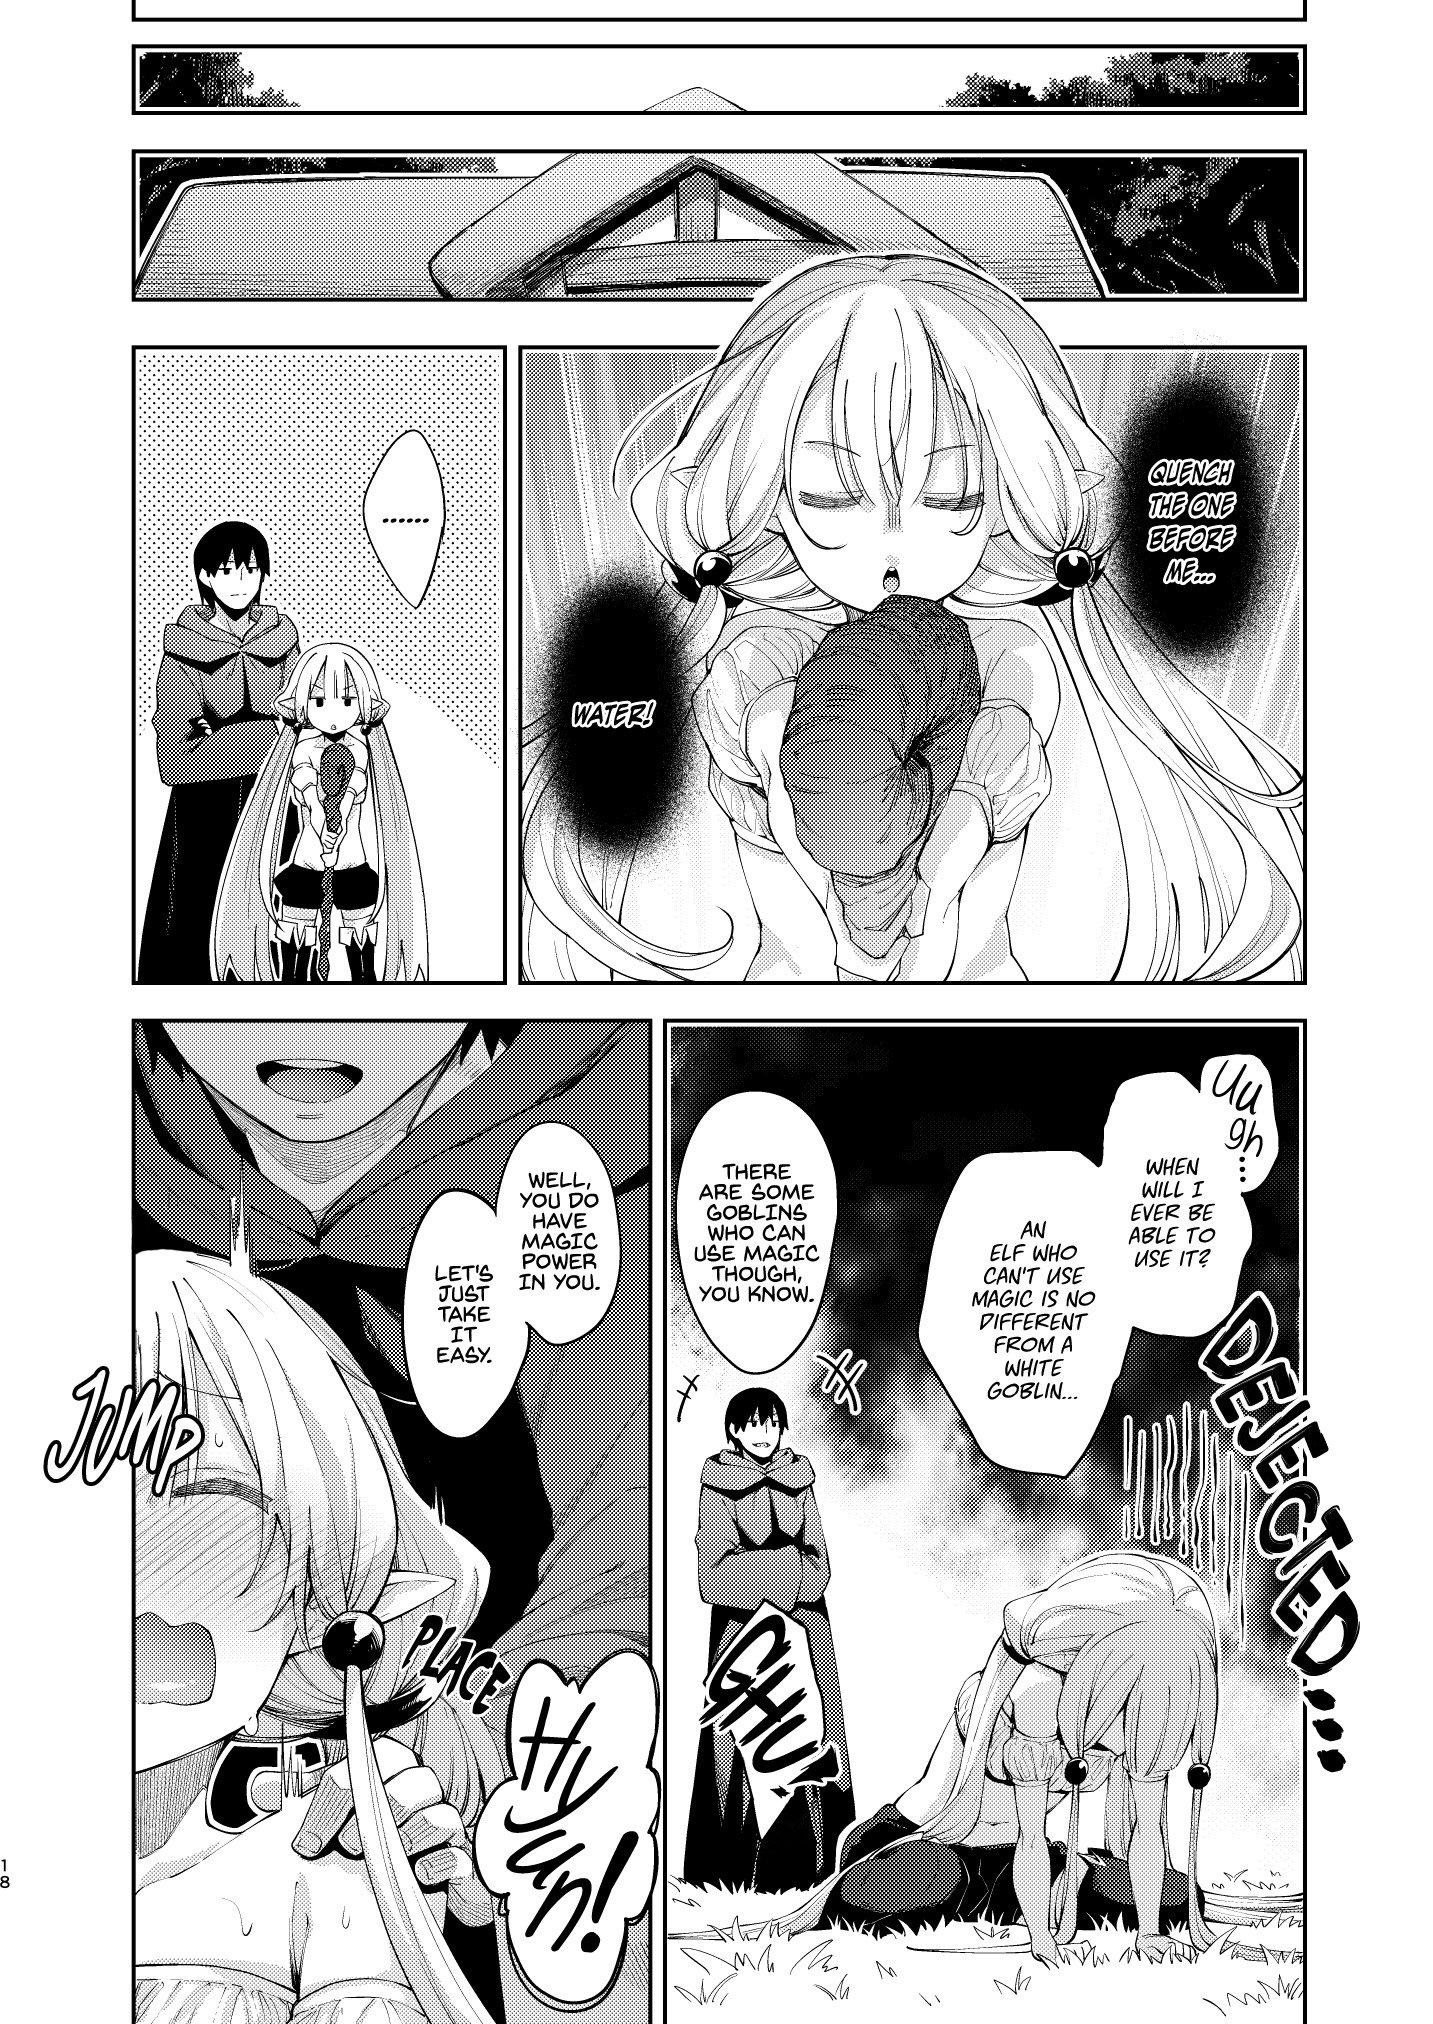 QUENCH
THE ONE
BEFORE
ME...
WATER!
......
Uu
gh...
WHEN
WILL I
EVER BE
ABLE TO
USE IT?
AN
ELF WHO
CAN'T USE
MAGIC IS NO
DIFFERENT
FROM A
WHITE
GOBLIN...
DEJECTED...
THERE
ARE SOME
GOBLINS
WHO CAN
USE MAGIC
THOUGH,
YOU KNOW.
GHU!
WELL,
YOU DO
HAVE
MAGIC
POWER
IN YOU.
LET'S
JUST
TAKE
IT
EASY.
JUMP
PLACE
Hyun!
18